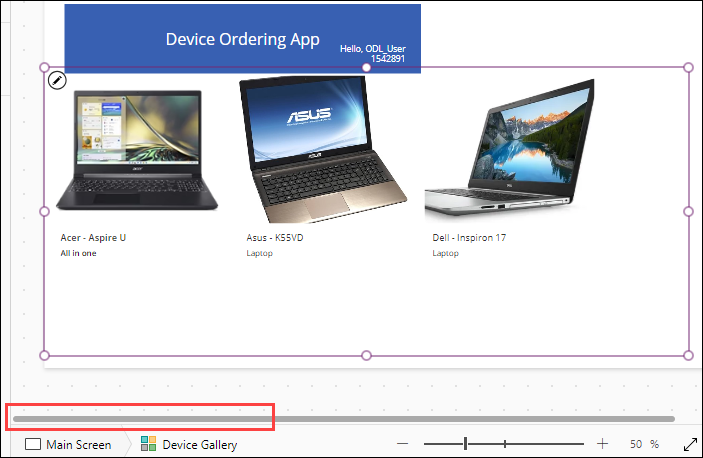 Device Ordering App
Hello, ODL_User
1542891
ASUS
ASUS
Acer - Aspire U
Asus - K55VD
Dell - Inspiron 17
All in one
Laptop
Laptop
Main Screen
Device Gallery
50 %